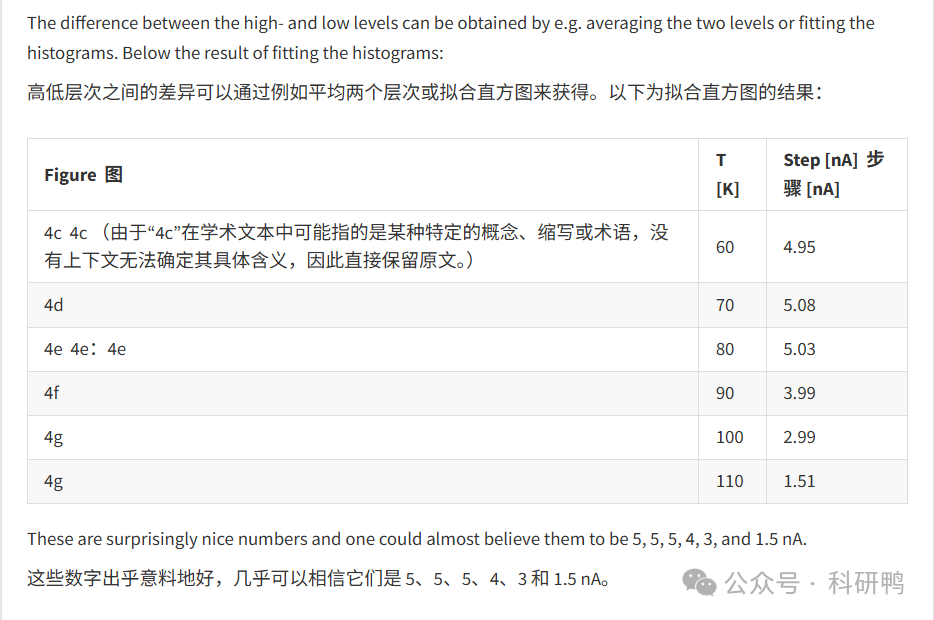 The difference between the high- and low levels can be obtained by e.g. averaging the two levels or fitting the
histograms. Below the result of fitting the histograms:
高低层次之间的差异可以通过例如平均两个层次或拟合直方图来获得。以下为拟合直方图的结果：
Figure 图 T [K] Step [nA] 步骤 [nA]
4c 4c （由于“4c”在学术文本中可能指的是某种特定的概念、缩写或术语，没
有上下文无法确定其具体含义，因此直接保留原文。） 60 4.95
4d 70 5.08
4e 4e：4e 80 5.03
4f 90 3.99
4g 100 2.99
4g 110 1.51
These are surprisingly nice numbers and one could almost believe them to be 5, 5, 5, 4, 3, and 1.5 nA.
这些数字出乎意料地好，几乎可以相信它们是 5、5、5、4、3 和 1.5 nA。
公众号 · 科研鸭